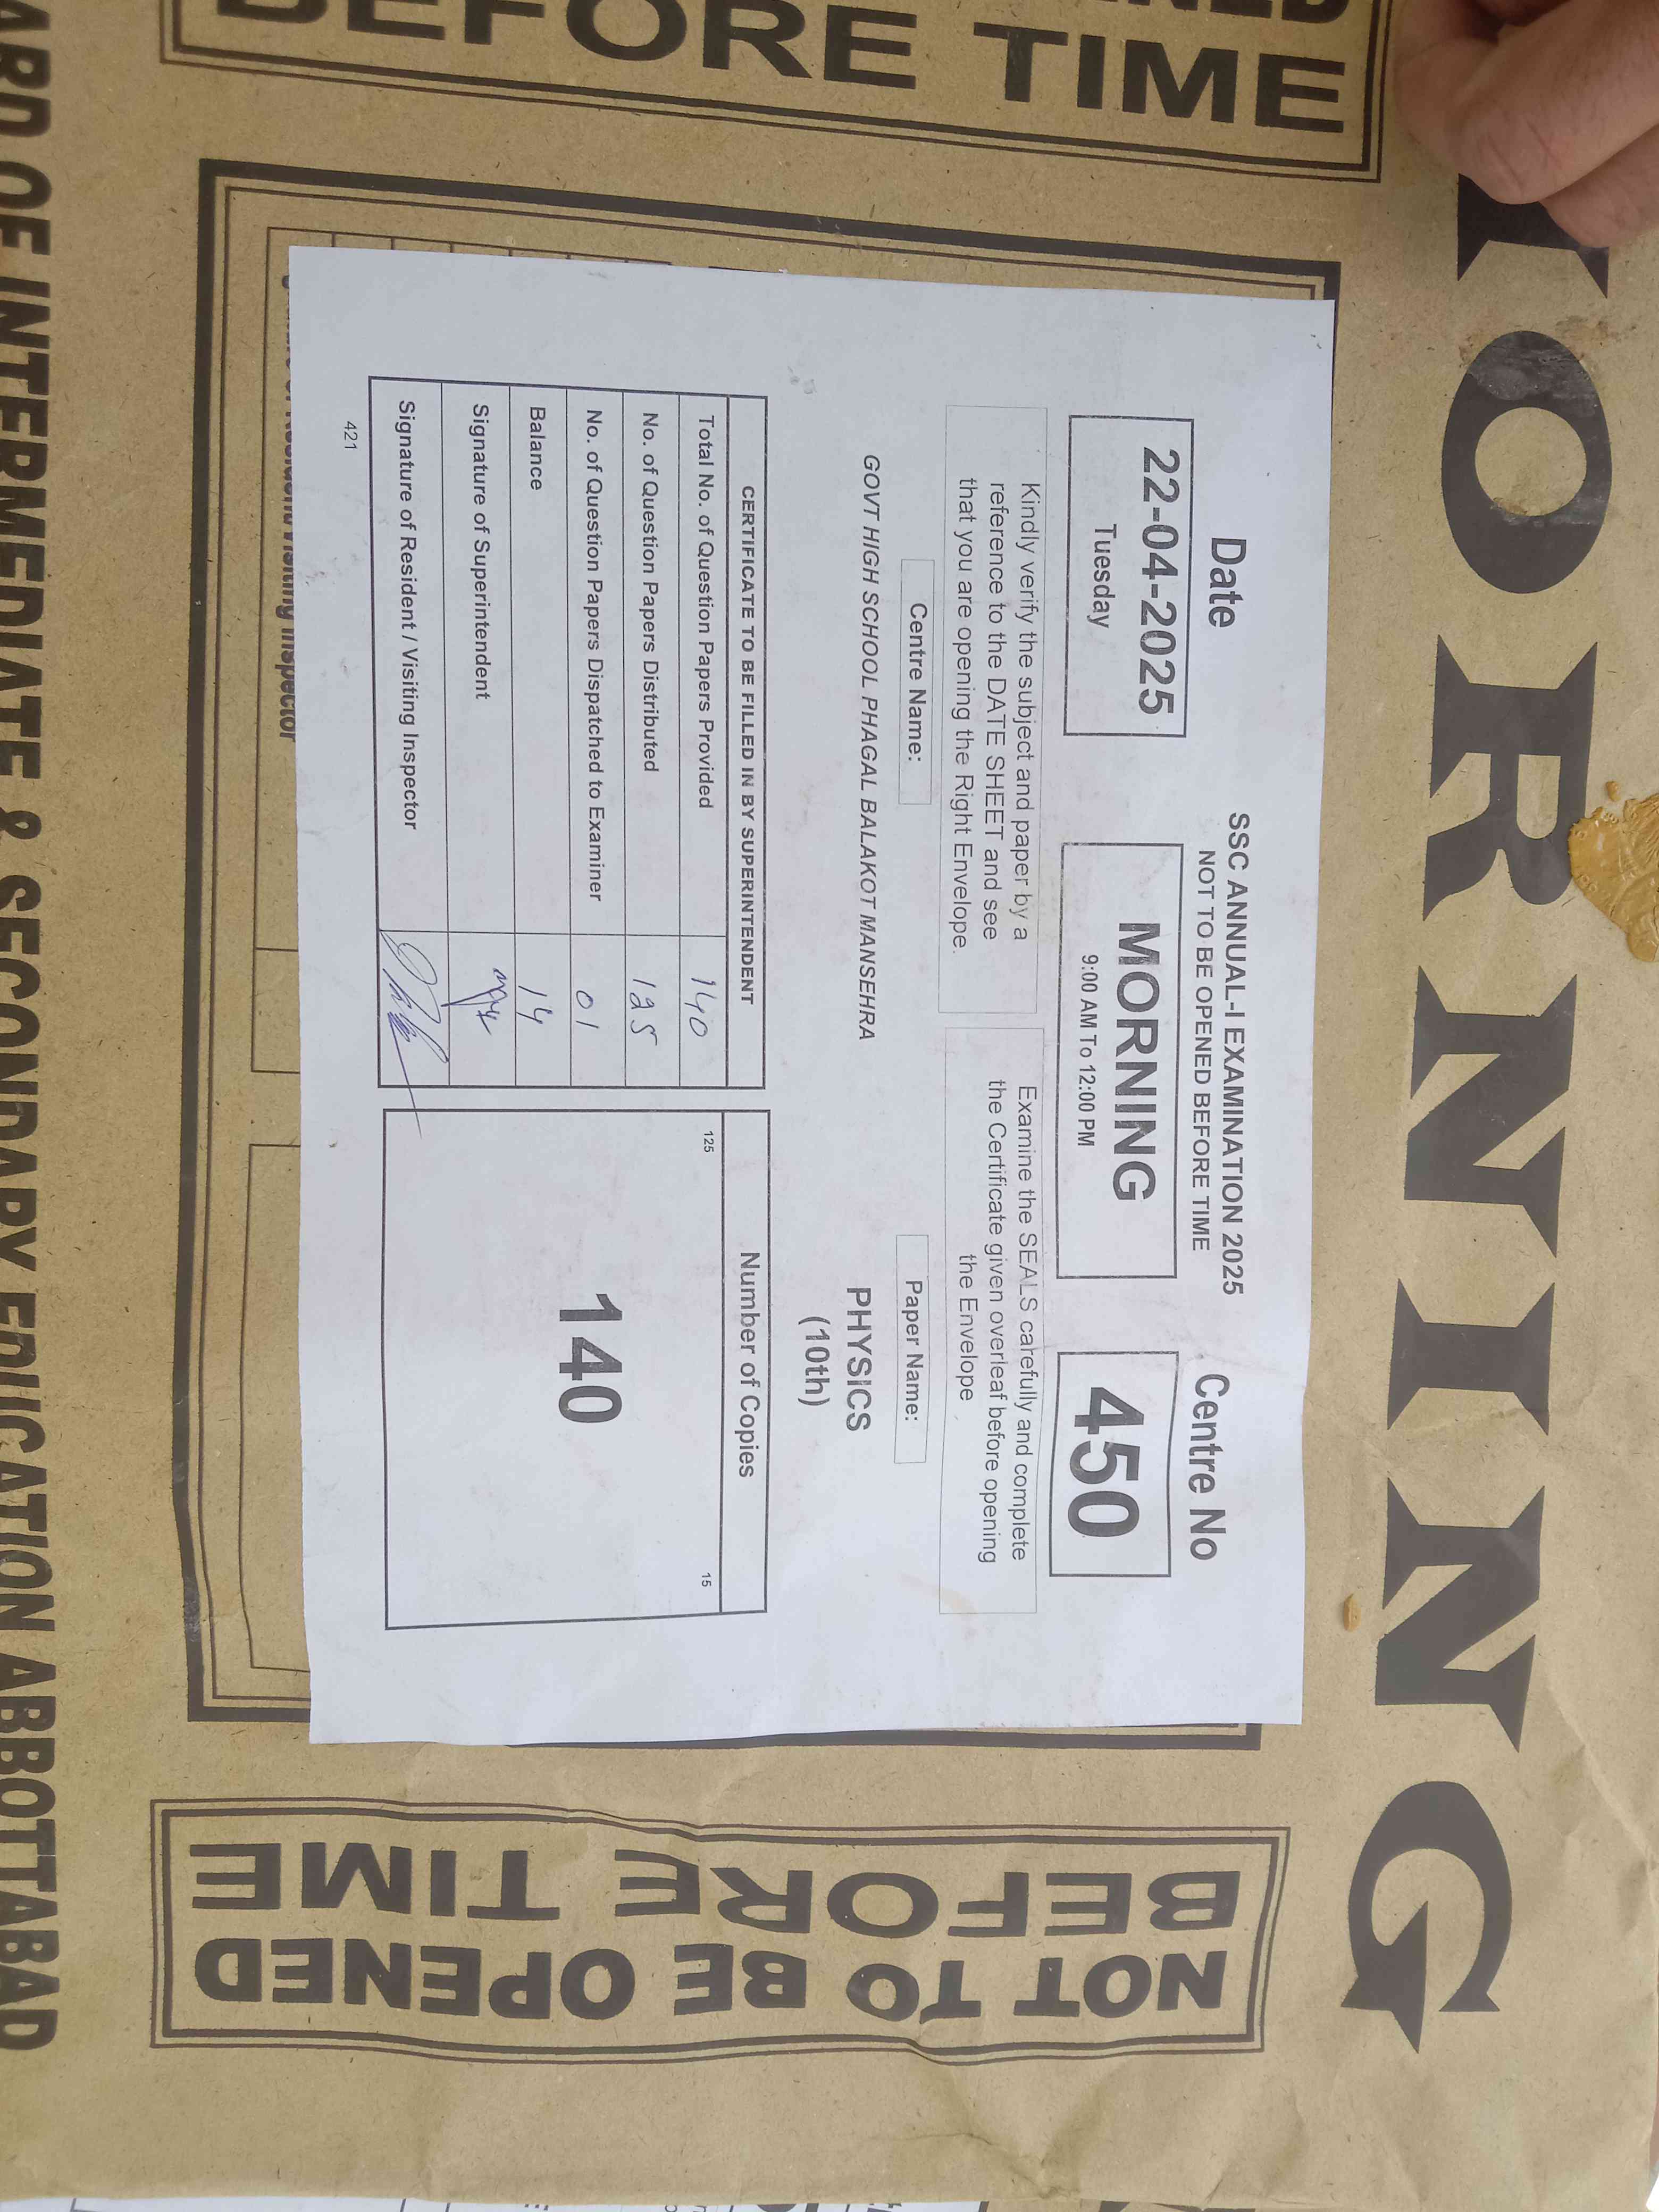 MORNING
BEFORE TIME
SSC ANNUAL-I EXAMINATION 2025
NOT TO BE OPENED BEFORE TIME
Date
Centre No
22-04-2025
Tuesday
MORNING
9:00 AM To 12:00 PM
450
Kindly verify the subject and paper by a
reference to the DATE SHEET and see
that you are opening the Right Envelope.
Examine the SEALS carefully and complete
the Certificate given overleaf before opening
the Envelope
Centre Name:
Paper Name:
GOVT HIGH SCHOOL PHAGAL BALAKOT MANSEHRA
PHYSICS
(10th)
CERTIFICATE TO BE FILLED IN BY SUPERINTENDENT
Total No. of Question Papers Provided 140
No. of Question Papers Distributed 125
No. of Question Papers Dispatched to Examiner 01
Balance 14
Signature of Superintendent
Signature of Resident / Visiting Inspector
Number of Copies
125 15
140
421
Visiting Inspector
NOT TO BE OPENED
BEFORE TIME
OF INTERMEDIATE & SECONDARY EDUCATION ABBOTTABAD